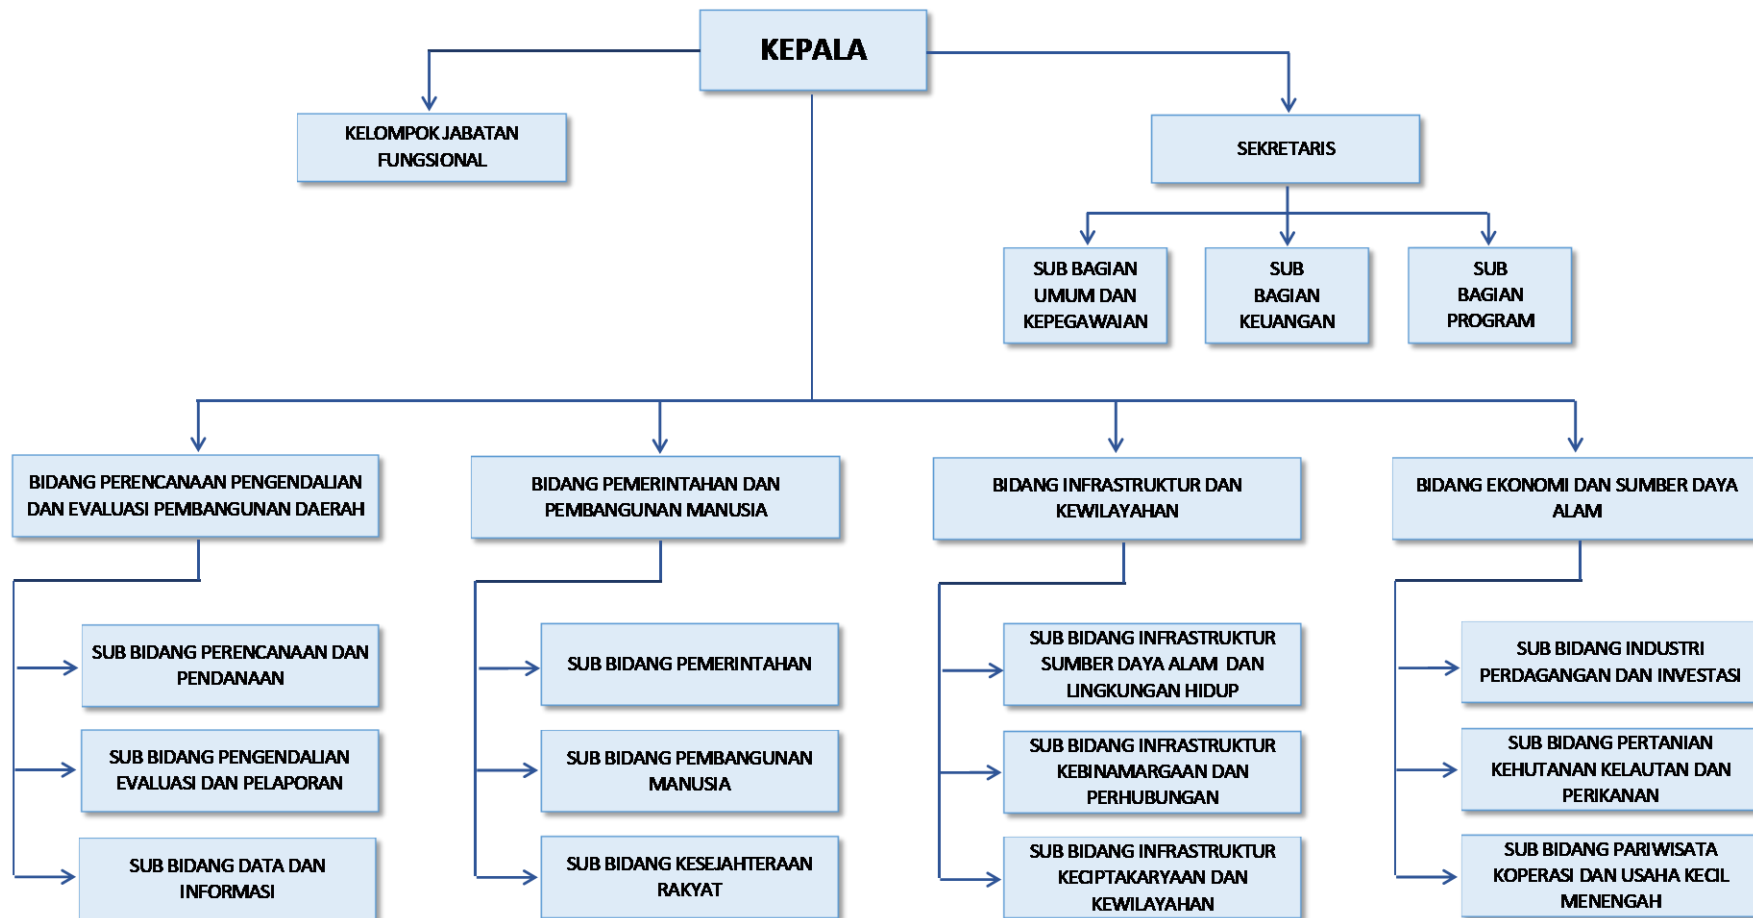 KEPALA
KELOMPOK JABATAN
FUNGSIONAL
SEKRETARIS
SUB BAGIAN
UMUM DAN
KEPEGAWAIAN
SUB
BAGIAN
KEUANGAN
SUB
BAGIAN
PROGRAM
BIDANG PERENCANAAN PENGENDALIAN
DAN EVALUASI PEMBANGUNAN DAERAH
BIDANG PEMERINTAHAN DAN
PEMBANGUNAN MANUSIA
BIDANG INFRASTRUKTUR DAN
KEWILAYAHAN
BIDANG EKONOMI DAN SUMBER DAYA
ALAM
SUB BIDANG PERENCANAAN DAN
PENDANAAN
SUB BIDANG PENGENDALIAN
EVALUASI DAN PELAPORAN
SUB BIDANG DATA DAN
INFORMASI
SUB BIDANG PEMERINTAHAN
SUB BIDANG PEMBANGUNAN
MANUSIA
SUB BIDANG KESEJAHTERAAN
RAKYAT
SUB BIDANG INFRASTRUKTUR
SUMBER DAYA ALAM DAN
LINGKUNGAN HIDUP
SUB BIDANG INFRASTRUKTUR
KEBINAMARGAAN DAN
PERHUBUNGAN
SUB BIDANG INFRASTRUKTUR
KECIPTAKARYAAN DAN
KEWILAYAHAN
SUB BIDANG INDUSTRI
PERDAGANGAN DAN INVESTASI
SUB BIDANG PERTANIAN
KEHUTANAN KELAUTAN DAN
PERIKANAN
SUB BIDANG PARIWISATA
KOPERASI DAN USAHA KECIL
MENENGAH